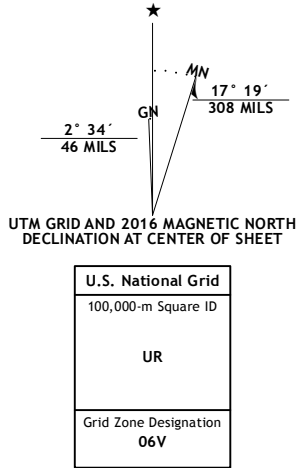 MN
GN
17° 19´
308 MILS
2° 34´
46 MILS
UTM GRID AND 2016 MAGNETIC NORTH
DECLINATION AT CENTER OF SHEET
U.S. National Grid
100,000-m Square ID
UR
Grid Zone Designation
06V